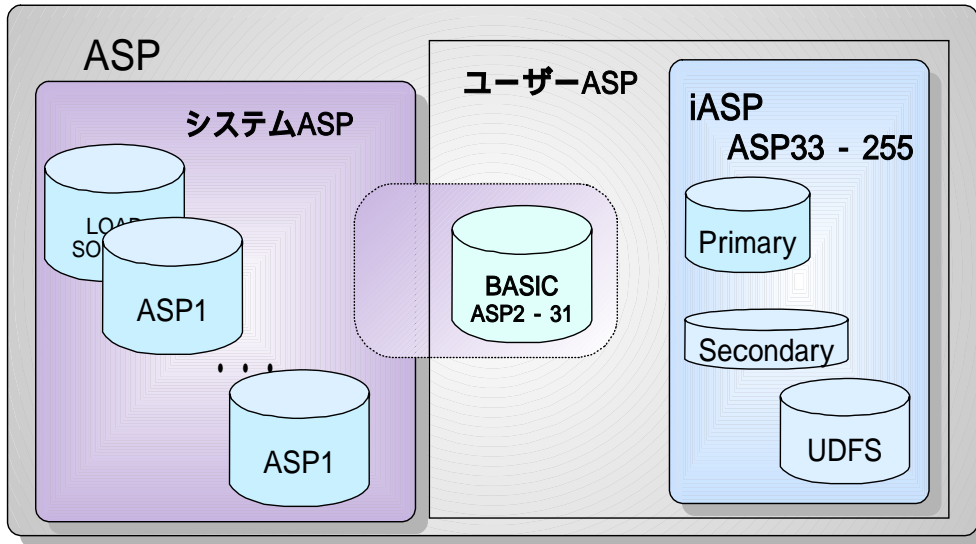 ASP
システムASP
ASP1
ASP1
ユーザーASP
BASIC
ASP2 - 31
iASP
ASP33 - 255
Primary
Secondary
UDFS